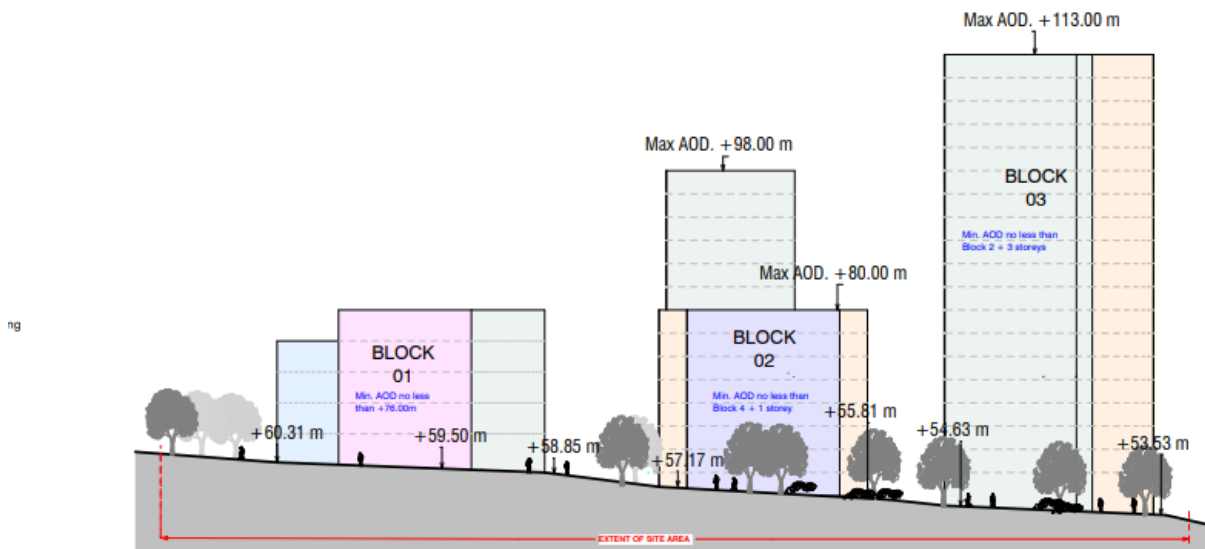 Max AOD. +113.00 m
Max AOD. +98.00 m
BLOCK
03
Min. AOD no less than
Block 2 + 3 storeys
Max AOD. +80.00 m
ng
BLOCK
01
Min. AOD no less
than +76.00m
BLOCK
02
Min. AOD no less than
Block 4 + 1 storey
+60.31 m
+59.50 m
+58.85 m
+57.17 m
+55.81 m
+54.63 m
+53.53 m
EXTENT OF SITE AREA